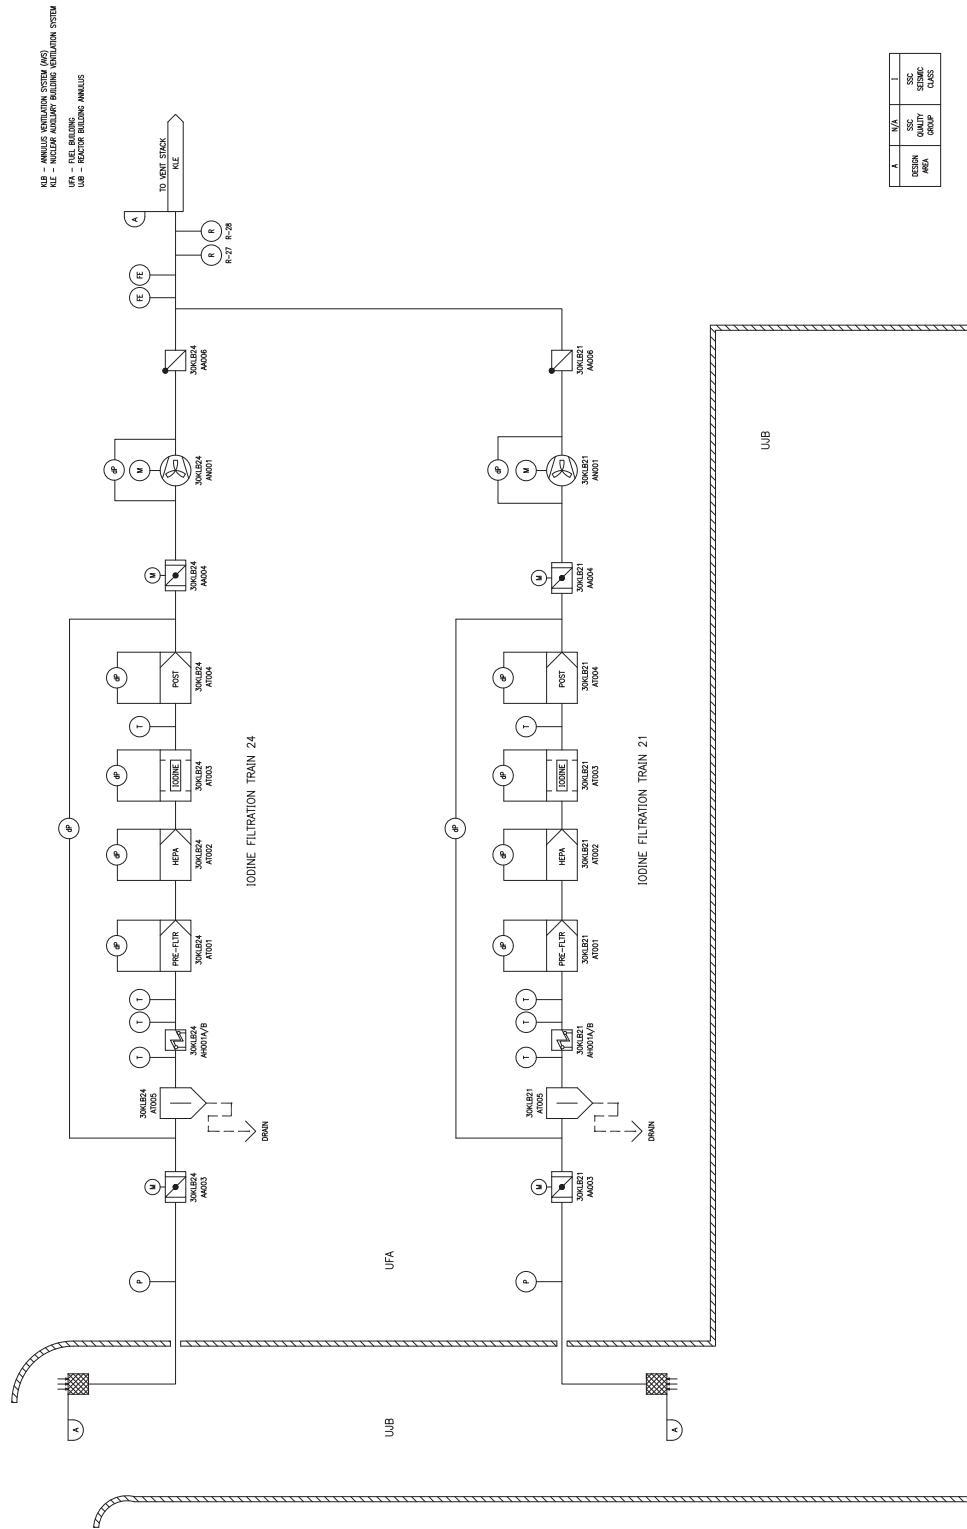 KLB – ANNULUS VENTILATION SYSTEM (AVS)
KLE – NUCLEAR AUXILIARY BUILDING VENTILATION SYSTEM
UFA – FUEL BUILDING
UJB – REACTOR BUILDING ANNULUS
A
P
M
30KLB24
AA003
30KLB24
AT005
DRAIN
T
30KLB24
AH001A/B
T
T
dP
PRE-FLTR
30KLB24
AT001
dP
HEPA
30KLB24
AT002
dP
dP
IODINE
30KLB24
AT003
T
dP
POST
30KLB24
AT004
M
30KLB24
AA004
dP
M
30KLB24
AN001
30KLB24
AA006
FE
FE
R
R-27
R
R-28
A
TO VENT STACK
KLE
IODINE FILTRATION TRAIN 24
UFA
UJB
A
P
M
30KLB21
AA003
30KLB21
AT005
DRAIN
T
30KLB21
AH001A/B
T
T
dP
PRE-FLTR
30KLB21
AT001
dP
HEPA
30KLB21
AT002
dP
dP
IODINE
30KLB21
AT003
T
dP
POST
30KLB21
AT004
M
30KLB21
AA004
dP
M
30KLB21
AN001
30KLB21
AA006
IODINE FILTRATION TRAIN 21
UJB
A N/A I
DESIGN AREA
SSC QUALITY GROUP
SSC SEISMIC CLASS